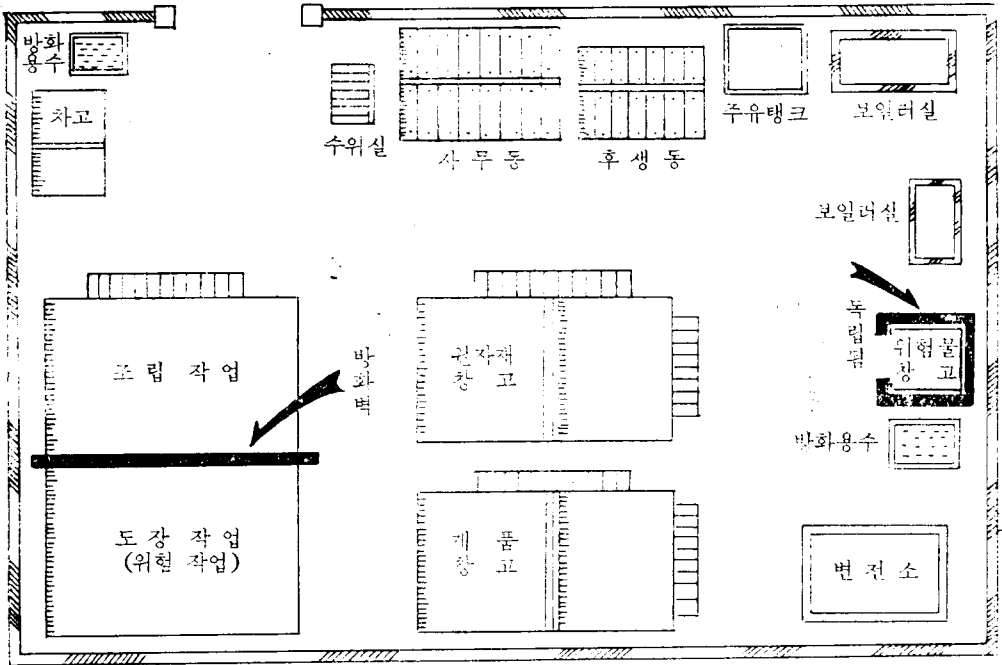 방화
용수
차고
수위실
사 무 동
후 생 동
주유탱크
보일러실
보일러실
독립됨
위험물
창 고
방화용수
변 전 소
조 립 작 업
방화벽
원자재
창 고
도 장 작 업
(위험 작업)
제 품
창 고